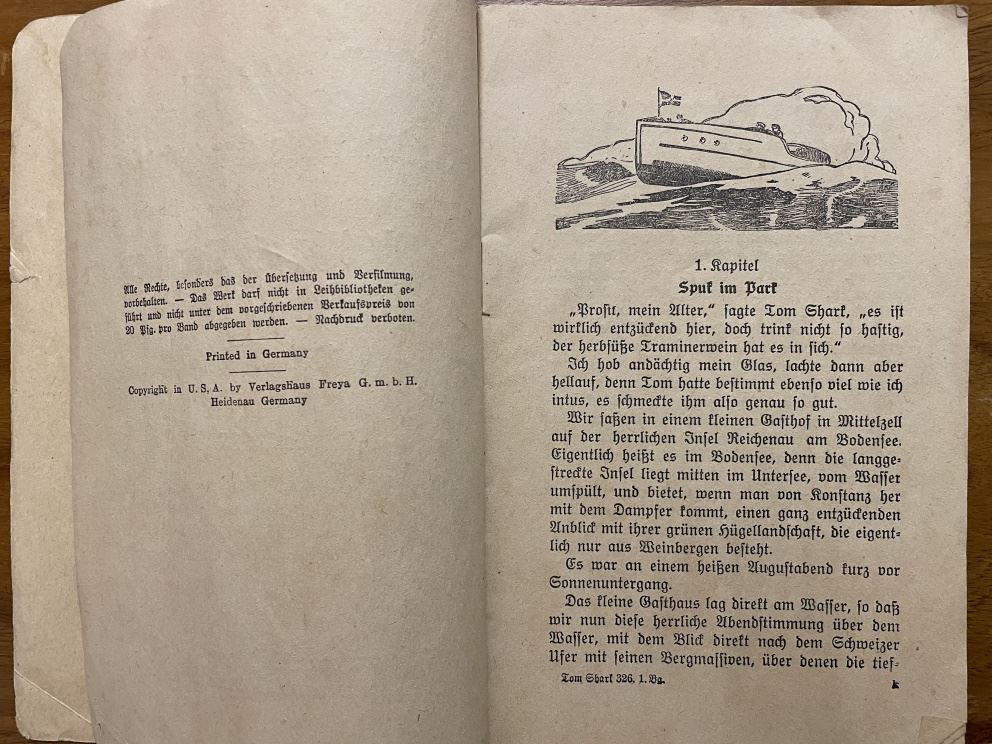 Alle Rechte, besonders das der Übersetzung und Verfilmung,
vorbehalten. — Das Werk darf nicht in Leihbibliotheken ge-
führt und nicht unter dem vorgeschriebenen Verkaufspreis von
20 Pfg. pro Band abgegeben werden. — Nachdruck verboten.
Printed in Germany
Copyright in U. S. A. by Verlagshaus Freya G. m. b. H.
Heidenau Germany
1. Kapitel
Spuk im Park
„Prosit, mein Alter,“ sagte Tom Shark, „es ist
wirklich entzückend hier, doch trink nicht so hastig,
der herbsüße Traminerwein hat es in sich.“
Ich hob andächtig mein Glas, lachte dann aber
hellauf, denn Tom hatte bestimmt ebenso viel wie ich
intus, es schmeckte ihm also genau so gut.
Wir saßen in einem kleinen Gasthof in Mittelzell
auf der herrlichen Insel Reichenau am Bodensee.
Eigentlich heißt es im Bodensee, denn die langge-
streckte Insel liegt mitten im Untersee, vom Wasser
umspült, und bietet, wenn man von Konstanz her
mit dem Dampfer kommt, einen ganz entzückenden
Anblick mit ihrer grünen Hügellandschaft, die eigent-
lich nur aus Weinbergen besteht.
Es war an einem heißen Augustabend kurz vor
Sonnenuntergang.
Das kleine Gasthaus lag direkt am Wasser, so daß
wir nun diese herrliche Abendstimmung über dem
Wasser, mit dem Blick direkt nach dem Schweizer
Ufer mit seinen Bergmassiven, über denen die tief-
Tom Shark 326. 1. Bg.